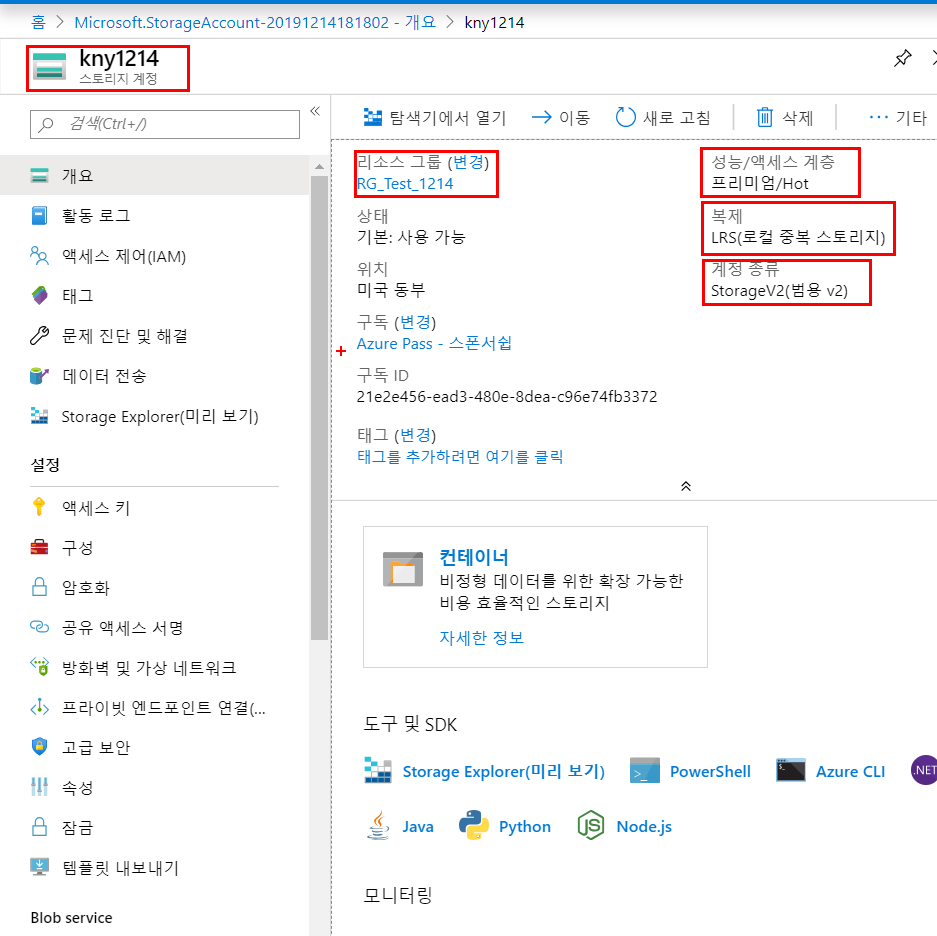 홈 > Microsoft.StorageAccount-20191214181802 - 개요 > kny1214
kny1214
스토리지 계정
검색(Ctrl+/)
개요
활동 로그
액세스 제어(IAM)
태그
문제 진단 및 해결
데이터 전송
Storage Explorer(미리 보기)
설정
액세스 키
구성
암호화
공유 액세스 서명
방화벽 및 가상 네트워크
프라이빗 엔드포인트 연결(...
고급 보안
속성
잠금
템플릿 내보내기
Blob service
탐색기에서 열기 이동 새로 고침 삭제 ... 기타
리소스 그룹 (변경)
RG_Test_1214
상태
기본: 사용 가능
위치
미국 동부
구독 (변경)
Azure Pass - 스폰서쉽
구독 ID
21e2e456-ead3-480e-8dea-c96e74fb3372
태그 (변경)
태그를 추가하려면 여기를 클릭
성능/액세스 계층
프리미엄/Hot
복제
LRS(로컬 중복 스토리지)
계정 종류
StorageV2(범용 v2)
컨테이너
비정형 데이터를 위한 확장 가능한
비용 효율적인 스토리지
자세한 정보
도구 및 SDK
Storage Explorer(미리 보기) PowerShell Azure CLI .NET
Java Python Node.js
모니터링